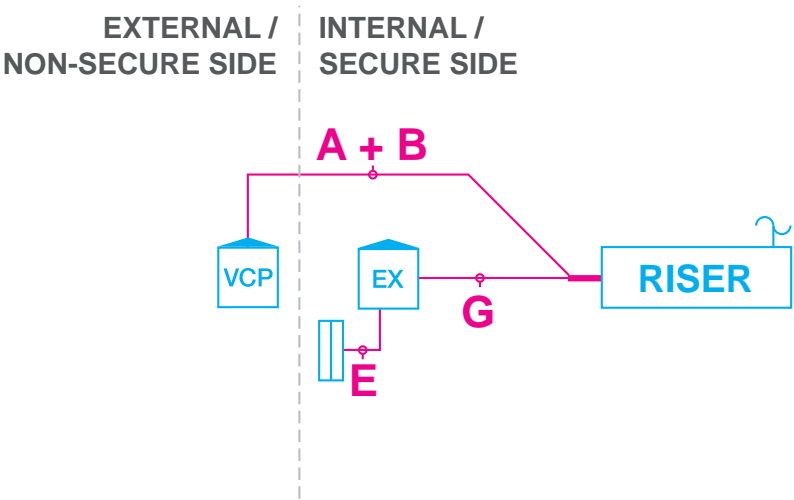 EXTERNAL /
NON-SECURE SIDE
INTERNAL /
SECURE SIDE
A + B
VCP
EX
RISER
G
E